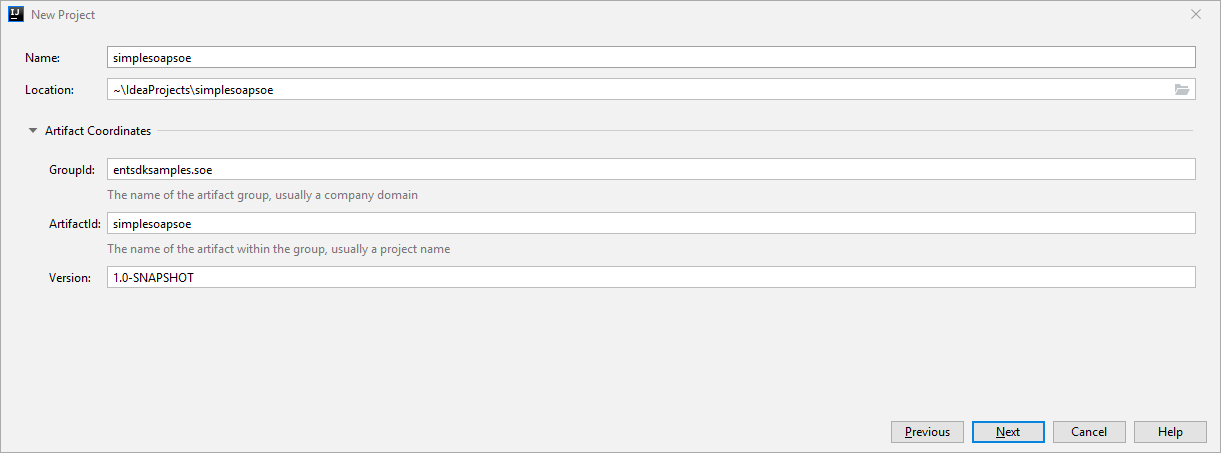 IJ New Project
Name: simplesoapsoe
Location: ~\IdeaProjects\simplesoapsoe
Artifact Coordinates
GroupId: entsdksamples.soe
The name of the artifact group, usually a company domain
ArtifactId: simplesoapsoe
The name of the artifact within the group, usually a project name
Version: 1.0-SNAPSHOT
Previous Next Cancel Help